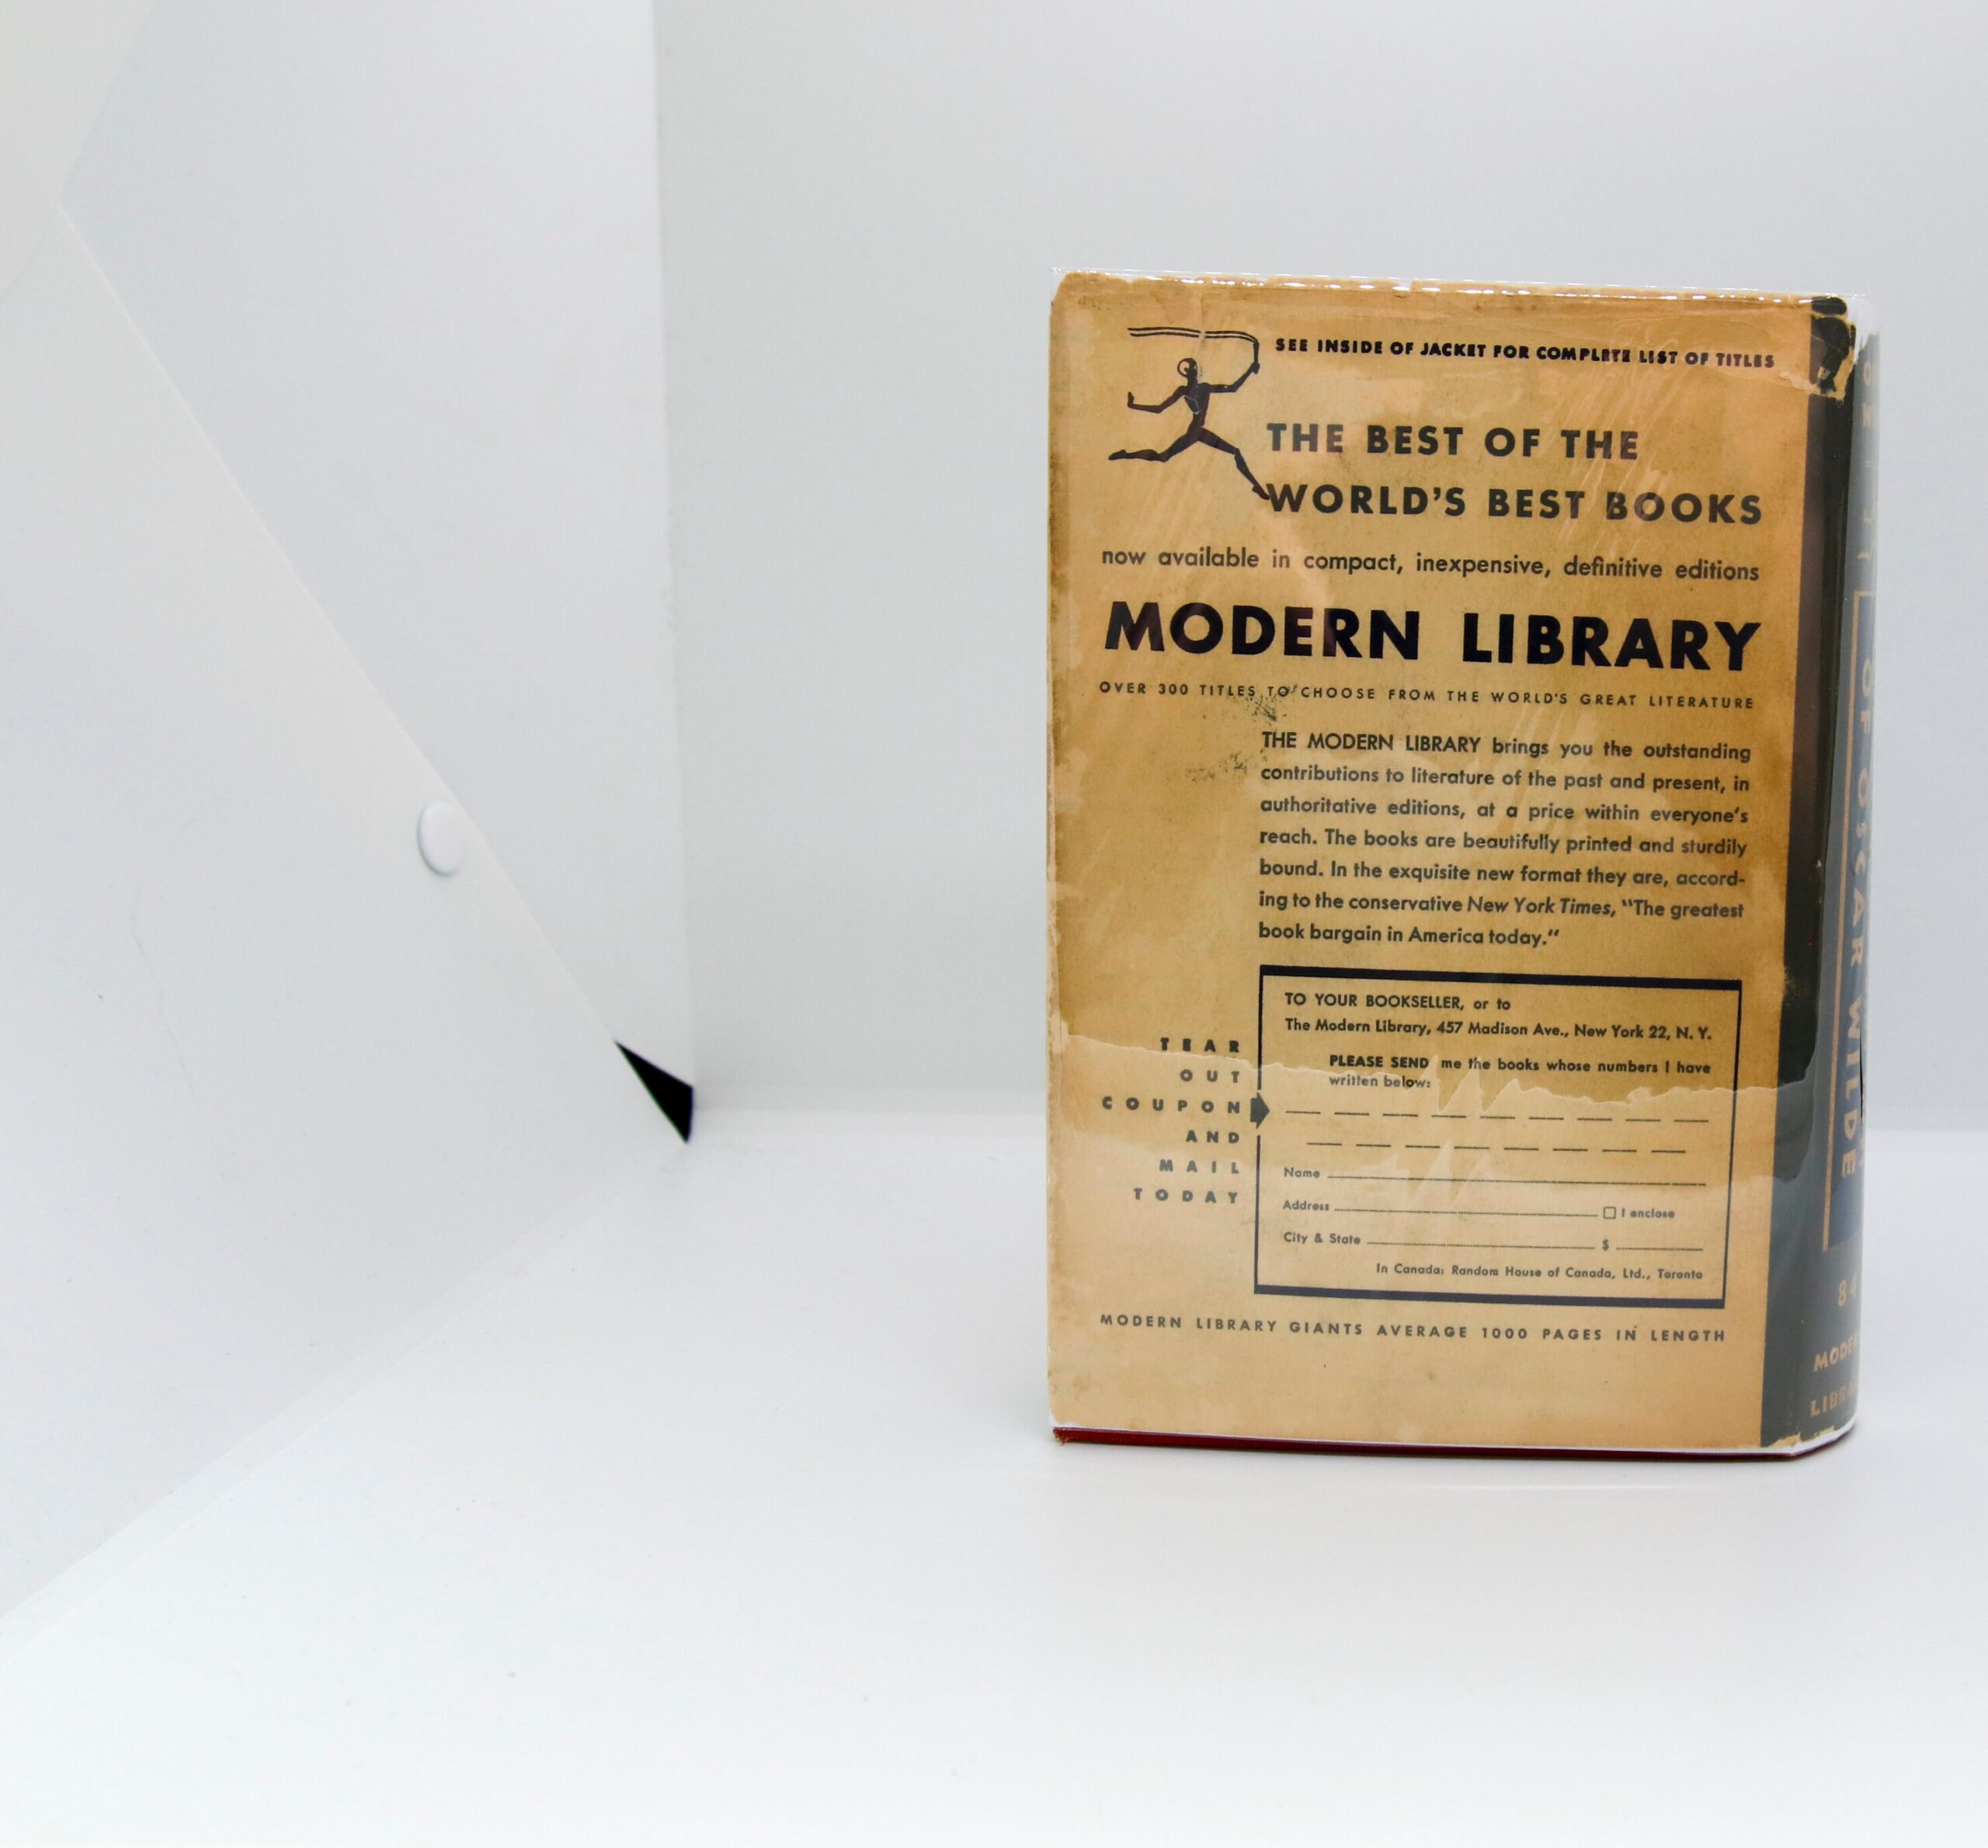 SEE INSIDE OF JACKET FOR COMPLETE LIST OF TITLES
THE BEST OF THE
WORLD'S BEST BOOKS
now available in compact, inexpensive, definitive editions
MODERN LIBRARY
OVER 300 TITLES TO CHOOSE FROM THE WORLD'S GREAT LITERATURE
THE MODERN LIBRARY brings you the outstanding
contributions to literature of the past and present, in
authoritative editions, at a price within everyone's
reach. The books are beautifully printed and sturdily
bound. In the exquisite new format they are, accord-
ing to the conservative New York Times, "The greatest
book bargain in America today."
TEAR
OUT
COUPON
AND
MAIL
TODAY
TO YOUR BOOKSELLER, or to
The Modern Library, 457 Madison Ave., New York 22, N. Y.
PLEASE SEND me the books whose numbers I have
written below:
Name
Address I enclose
City & State $
In Canada: Random House of Canada, Ltd., Toronto
MODERN LIBRARY GIANTS AVERAGE 1000 PAGES IN LENGTH
OF OSCAR WILDE
84